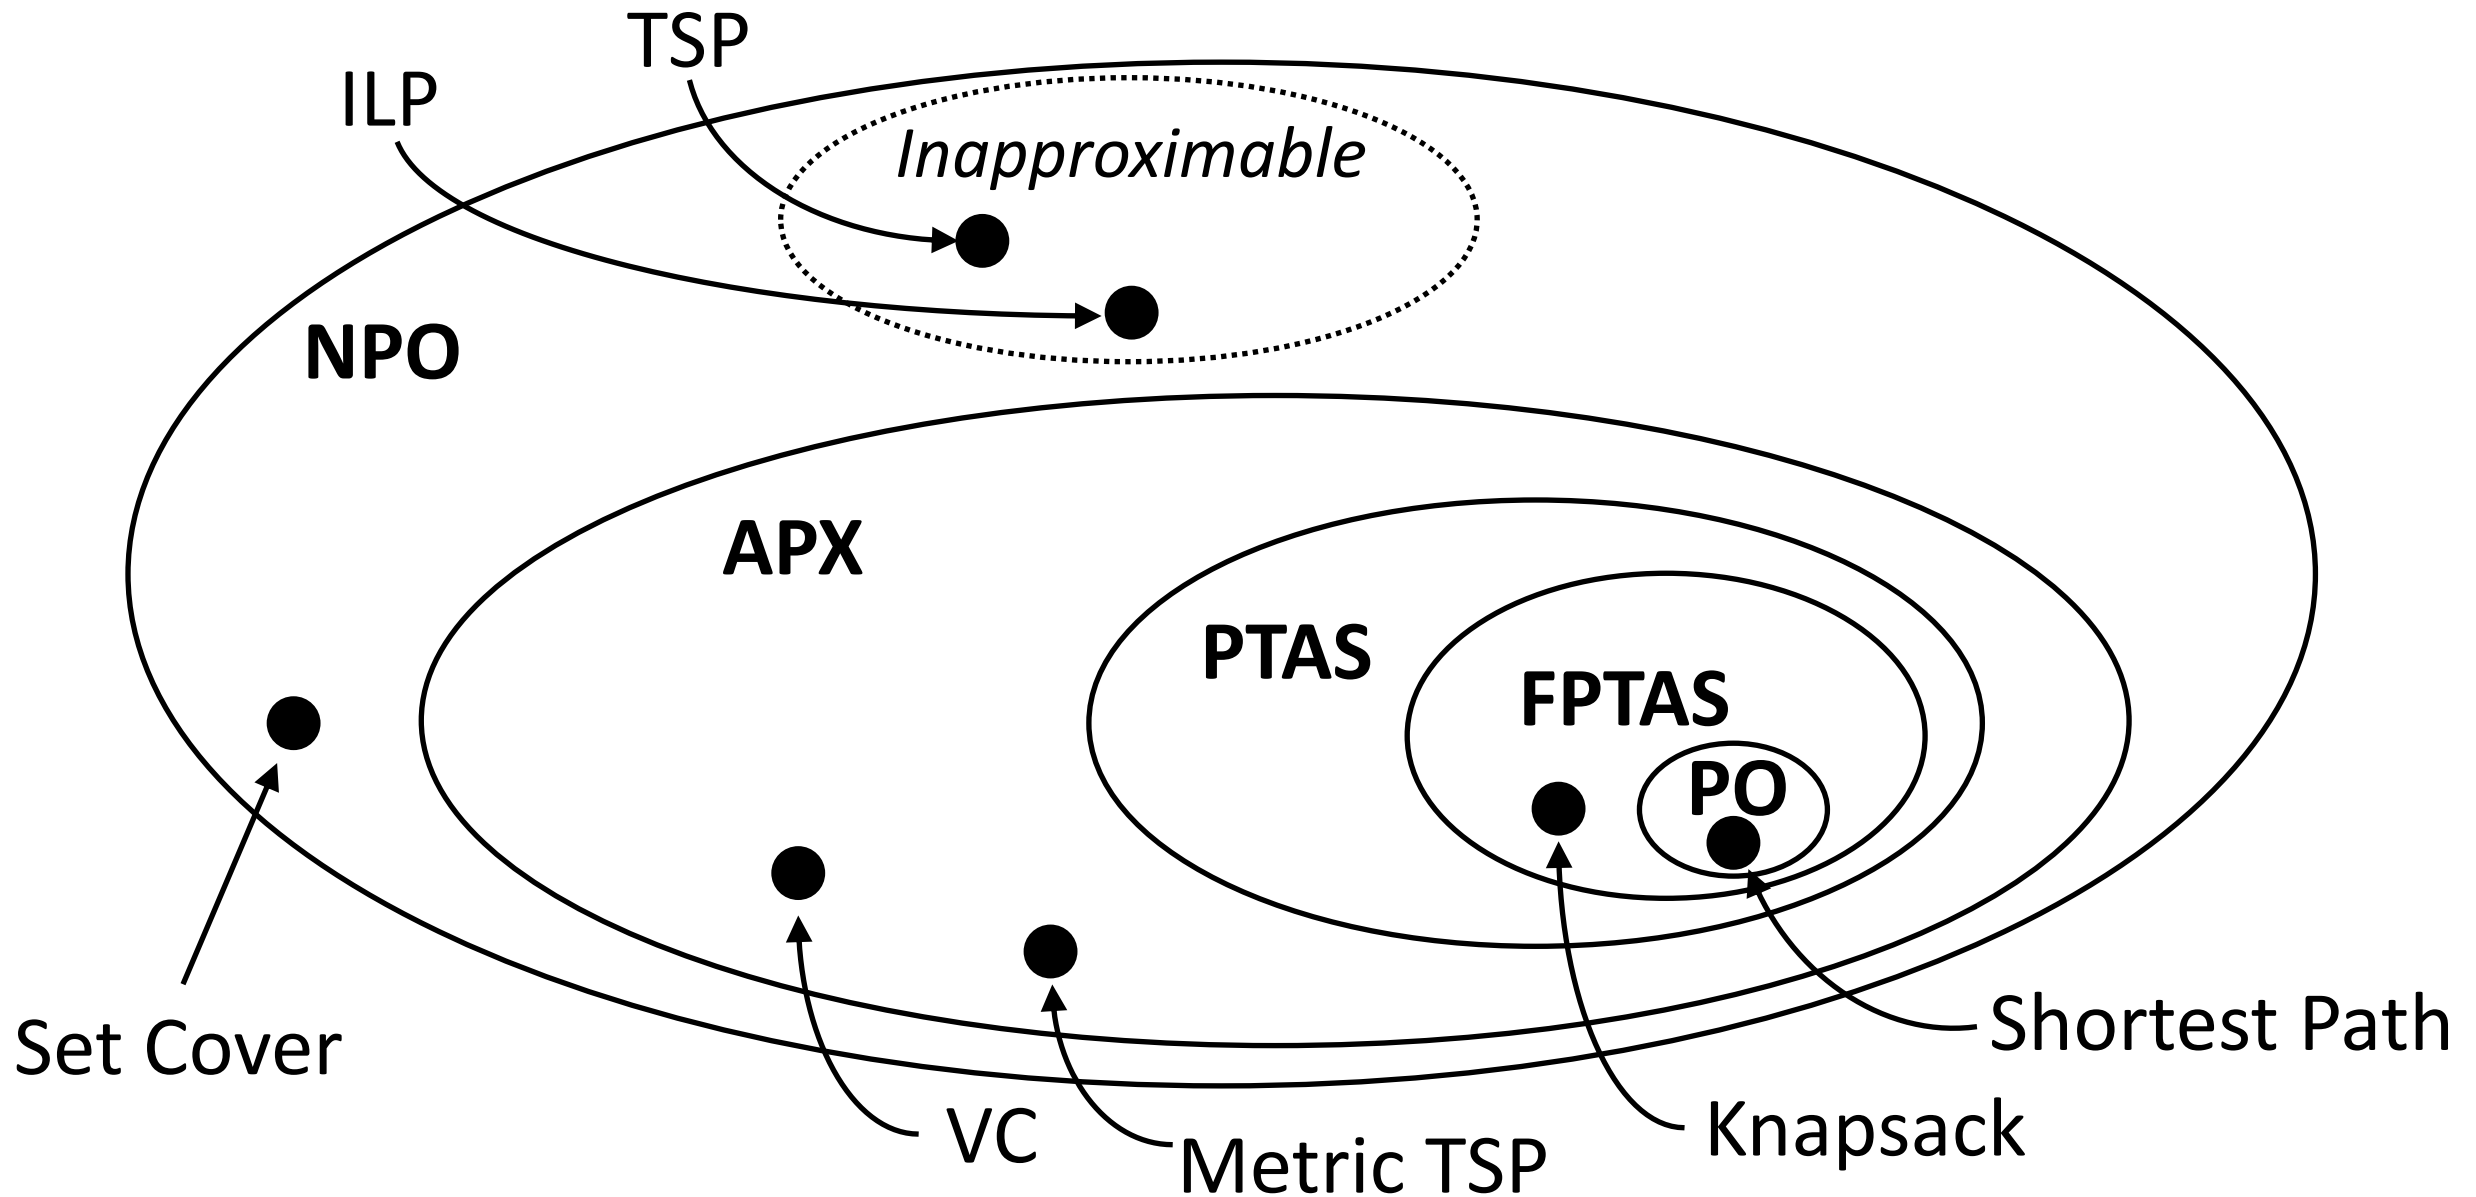 TSP
ILP
Inapproximable
NPO
APX
PTAS
FPTAS
PO
Set Cover
Shortest Path
VC
Knapsack
Metric TSP